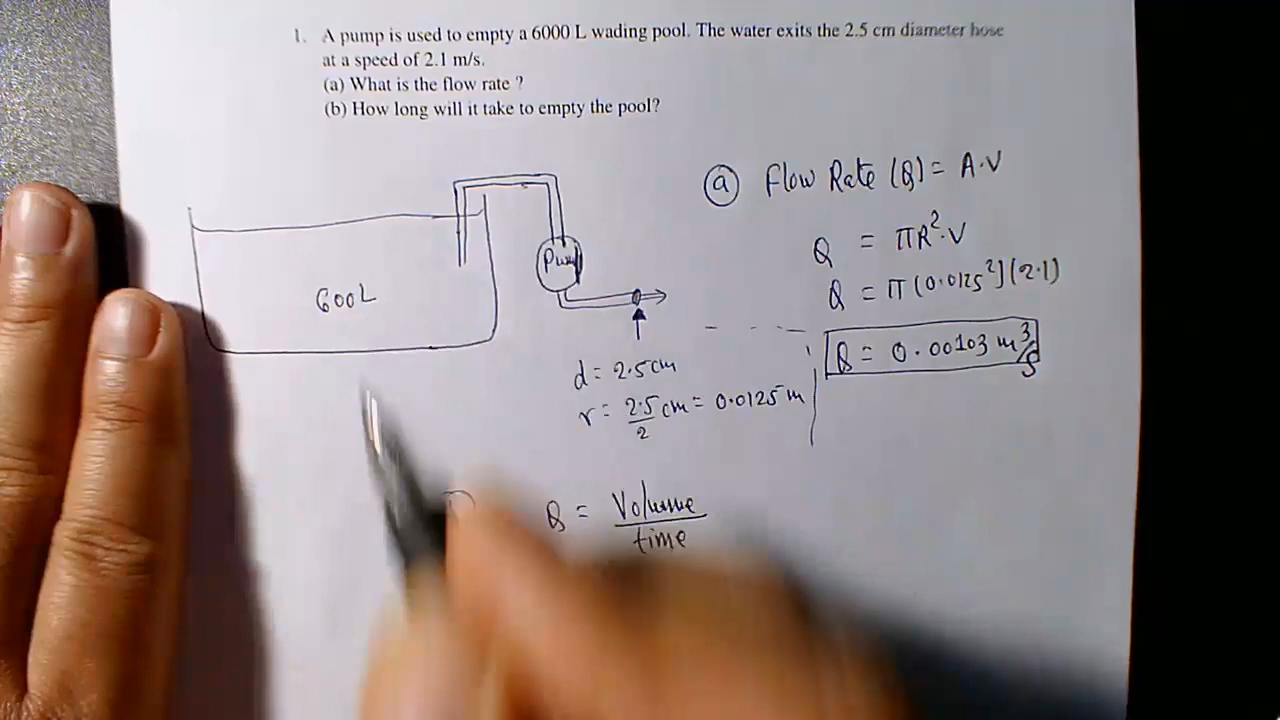 1. A pump is used to empty a 6000 L wading pool. The water exits the 2.5 cm diameter hose
at a speed of 2.1 m/s.
(a) What is the flow rate ?
(b) How long will it take to empty the pool?
Pump
600L
d = 2.5cm
r = 2.5/2 cm = 0.0125 m
(a) Flow Rate (Q) = A·V
Q = πR²·V
Q = π(0.0125²)(2.1)
Q = 0.00103 m³/s
Q = Volume/time